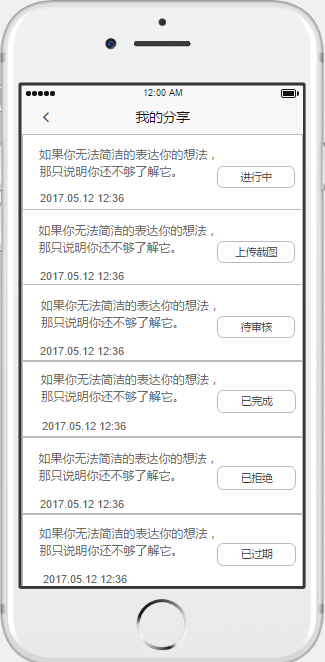 12:00 AM
我的分享
如果你无法简洁的表达你的想法，
那只说明你还不够了解它。
进行中
2017.05.12 12:36
如果你无法简洁的表达你的想法，
那只说明你还不够了解它。
上传截图
2017.05.12 12:36
如果你无法简洁的表达你的想法，
那只说明你还不够了解它。
待审核
2017.05.12 12:36
如果你无法简洁的表达你的想法，
那只说明你还不够了解它。
已完成
2017.05.12 12:36
如果你无法简洁的表达你的想法，
那只说明你还不够了解它。
已拒绝
2017.05.12 12:36
如果你无法简洁的表达你的想法，
那只说明你还不够了解它。
已过期
2017.05.12 12:36